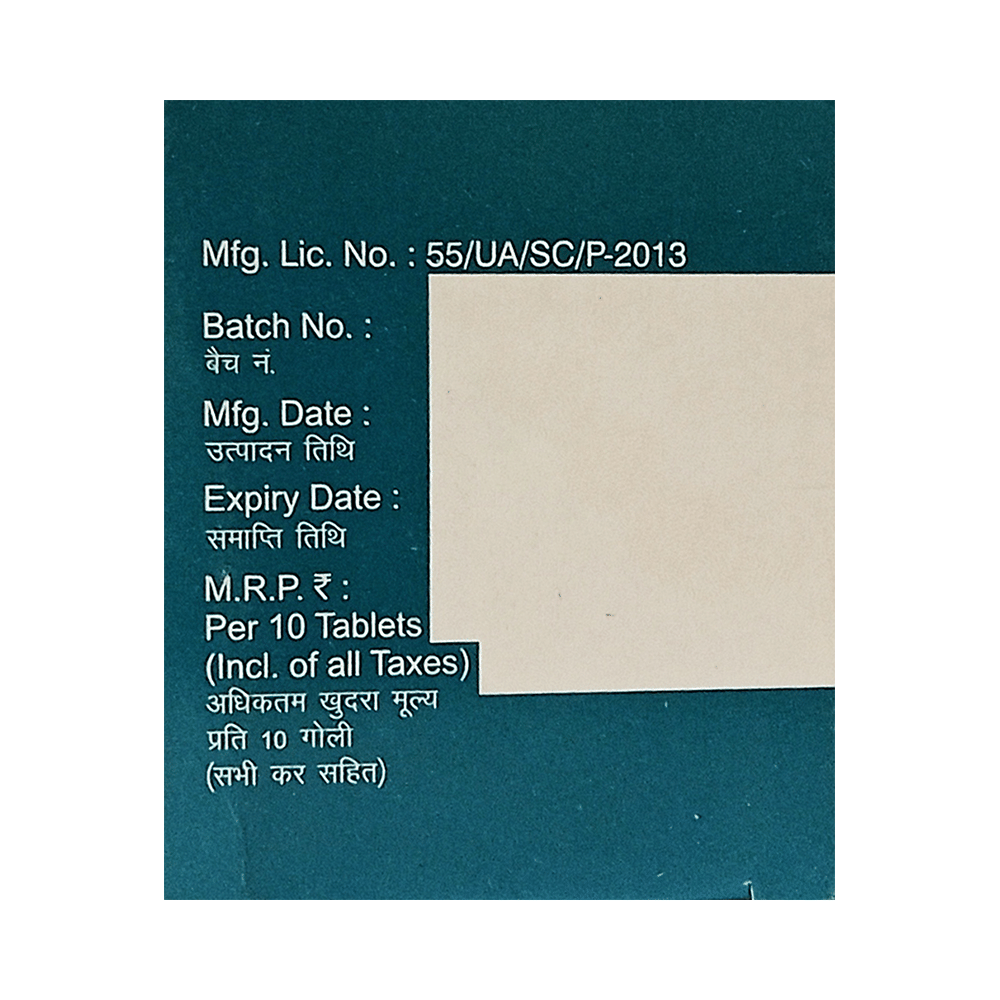 Mfg. Lic. No. : 55/UA/SC/P-2013
Batch No. :
बैच नं.
Mfg. Date :
उत्पादन तिथि
Expiry Date :
समाप्ति तिथि
M.R.P. ₹ :
Per 10 Tablets
(Incl. of all Taxes)
अधिकतम खुदरा मूल्य
प्रति 10 गोली
(सभी कर सहित)